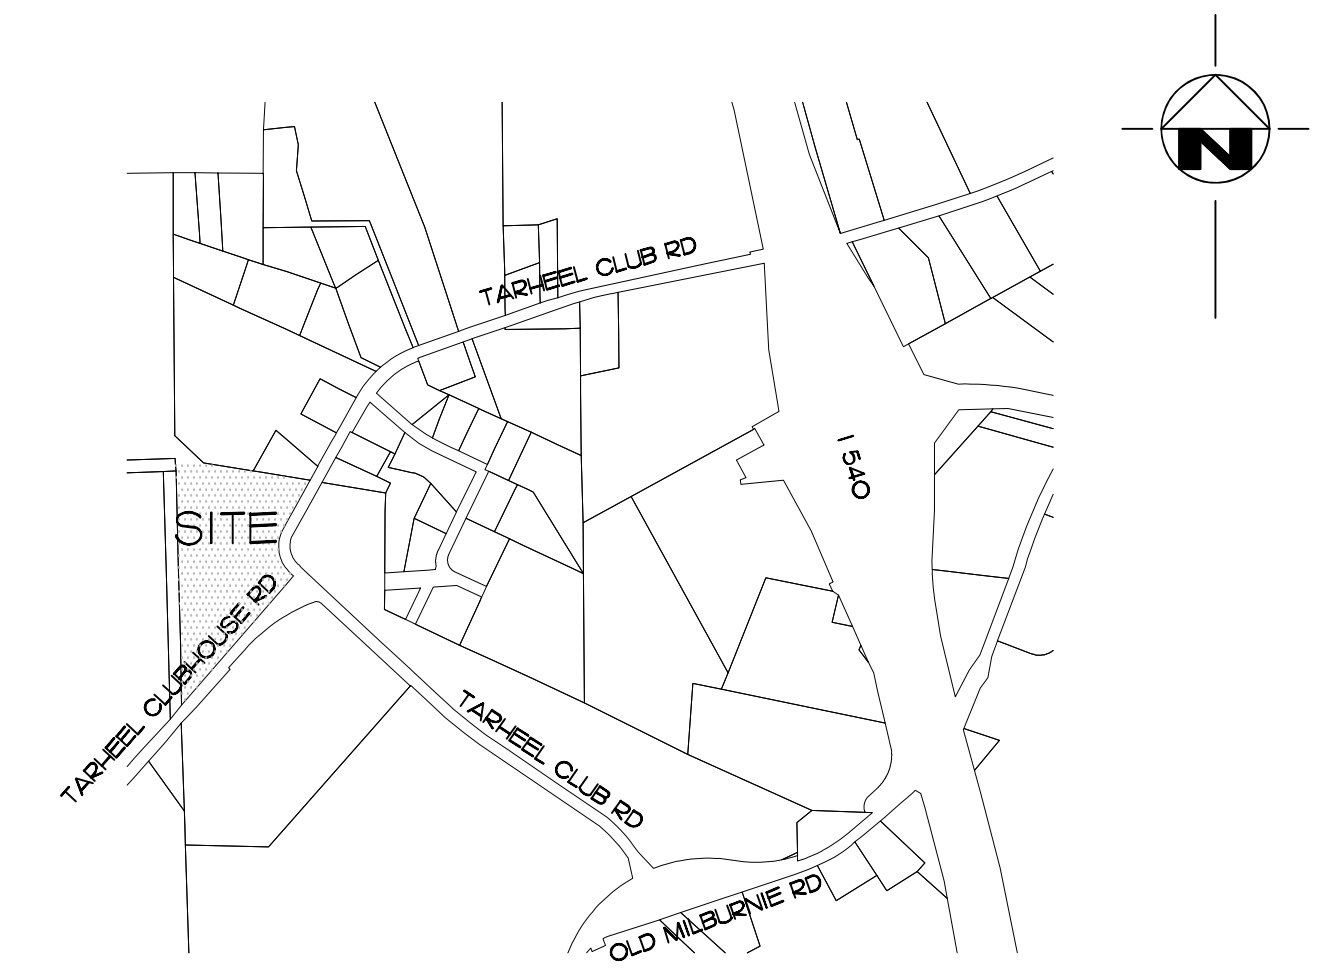 N
TARHEEL CLUB RD
I 540
SITE
TARHEEL CLUBHOUSE RD
TARHEEL CLUB RD
OLD MILBURNIE RD